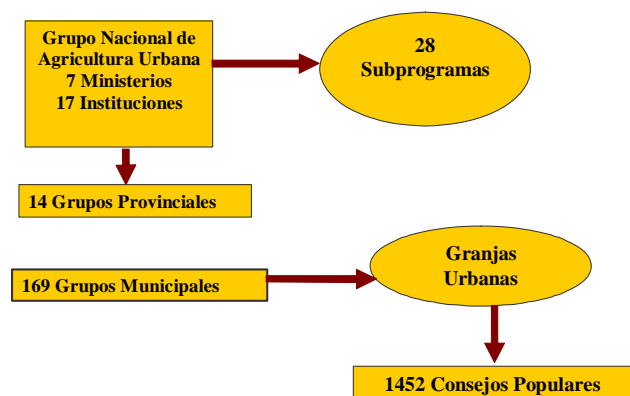 Grupo Nacional de
Agricultura Urbana
7 Ministerios
17 Instituciones
28
Subprogramas
14 Grupos Provinciales
169 Grupos Municipales
Granjas
Urbanas
1452 Consejos Populares